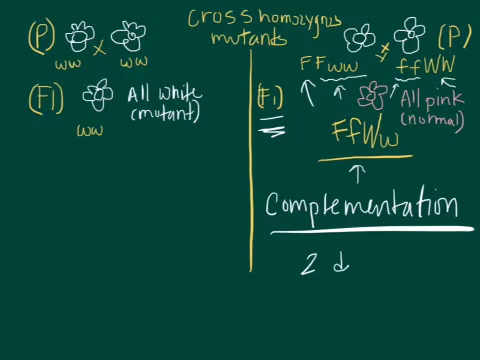 Cross homozygous
mutants
(P)
x
ww ww
(F1) All white
(mutant)
ww
x (P)
FFww ffWW
(F1) All pink
(normal)
FfWw
Complementation
2 d